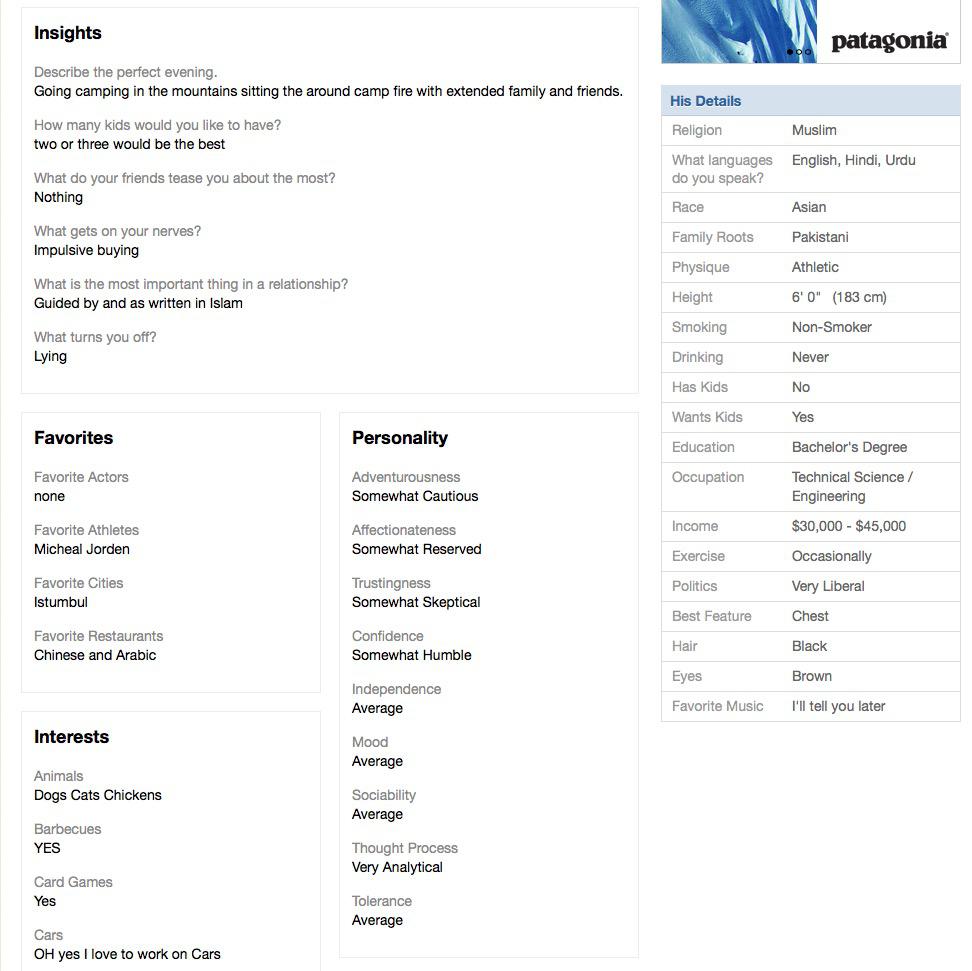 Insights
Describe the perfect evening.
Going camping in the mountains sitting the around camp fire with extended family and friends.
How many kids would you like to have?
two or three would be the best
What do your friends tease you about the most?
Nothing
What gets on your nerves?
Impulsive buying
What is the most important thing in a relationship?
Guided by and as written in Islam
What turns you off?
Lying
Favorites
Favorite Actors
none
Favorite Athletes
Micheal Jorden
Favorite Cities
Istumbul
Favorite Restaurants
Chinese and Arabic
Interests
Animals
Dogs Cats Chickens
Barbecues
YES
Card Games
Yes
Cars
OH yes I love to work on Cars
Personality
Adventurousness
Somewhat Cautious
Affectionateness
Somewhat Reserved
Trustingness
Somewhat Skeptical
Confidence
Somewhat Humble
Independence
Average
Mood
Average
Sociability
Average
Thought Process
Very Analytical
Tolerance
Average
patagonia®
His Details
Religion Muslim
What languages English, Hindi, Urdu
do you speak?
Race Asian
Family Roots Pakistani
Physique Athletic
Height 6' 0" (183 cm)
Smoking Non-Smoker
Drinking Never
Has Kids No
Wants Kids Yes
Education Bachelor's Degree
Occupation Technical Science /
Engineering
Income $30,000 - $45,000
Exercise Occasionally
Politics Very Liberal
Best Feature Chest
Hair Black
Eyes Brown
Favorite Music I'll tell you later